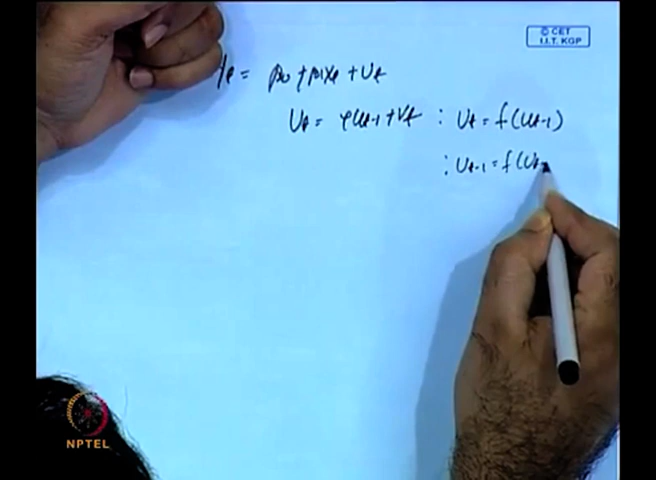 © CET
I.I.T. KGP
Yt = β0 + β1Xt + Ut
Ut = ρUt-1 + Vt : Ut = f(Ut-1)
: Ut-1 = f(Ut-
NPTEL